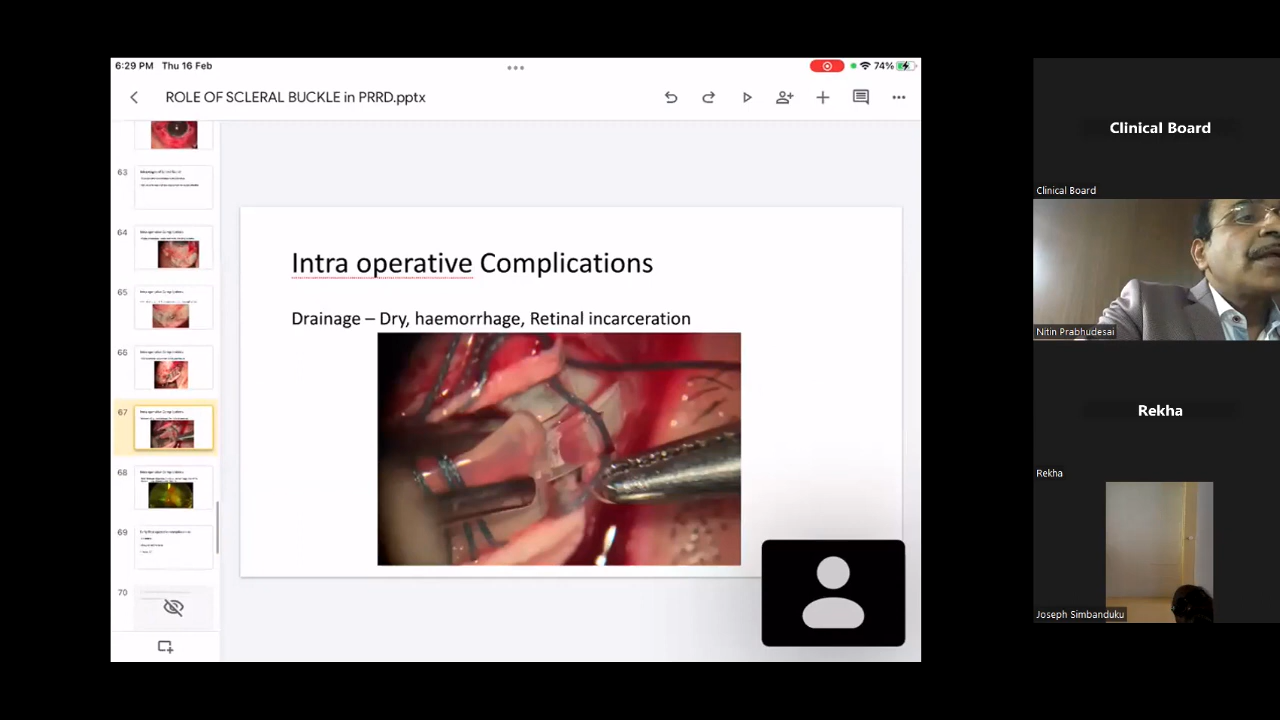 6:29 PM Thu 16 Feb
74%
ROLE OF SCLERAL BUCKLE in PRRD.pptx
63
64
65
66
67
68
69
70
Intra operative Complications
Drainage – Dry, haemorrhage, Retinal incarceration
Clinical Board
Clinical Board
Nitin Prabhudesai
Rekha
Rekha
Joseph Simbanduku